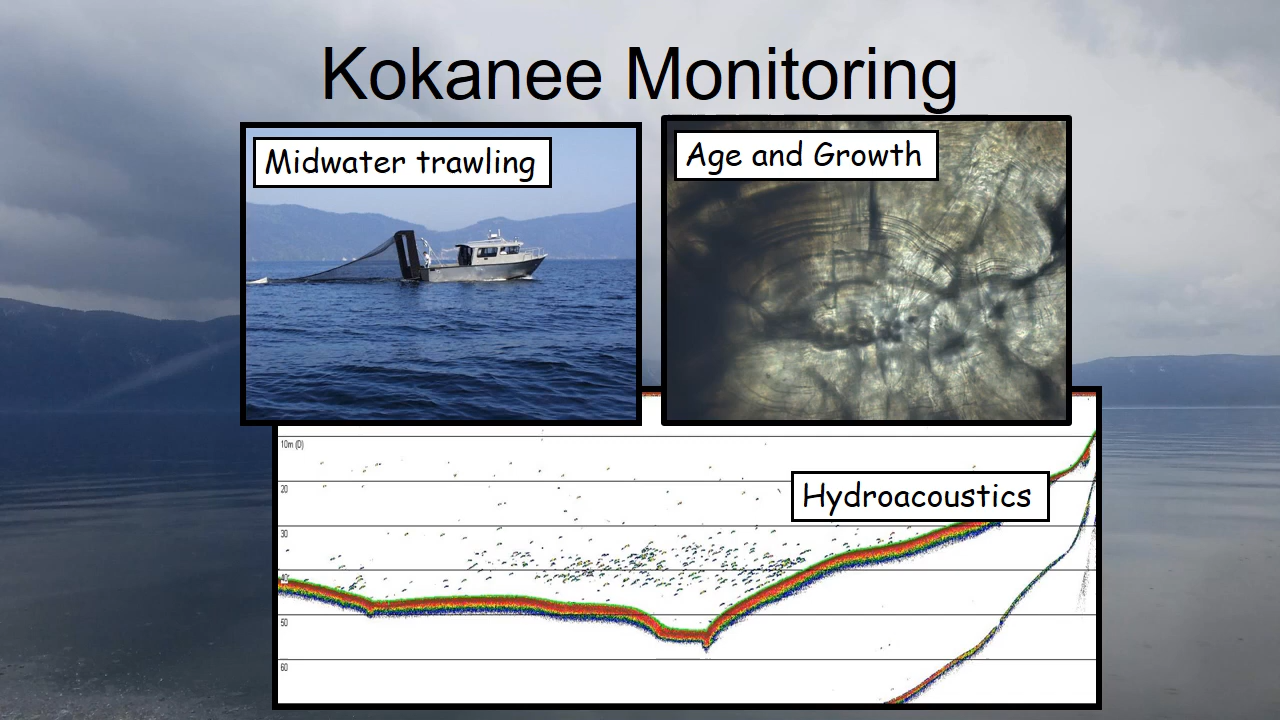 Kokanee Monitoring
Midwater trawling
Age and Growth
10m (D)
20
Hydroacoustics
30
40
50
60